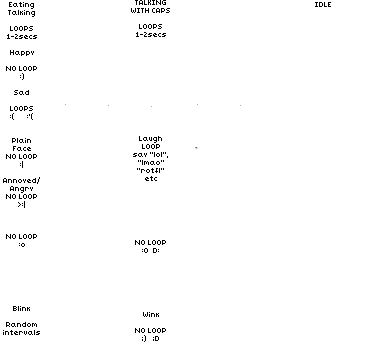 Eating
Talking
LOOPS
1-2secs
Happy
NO LOOP
:)
Sad
LOOPS
:(   :'(
Plain
Face
NO LOOP
:|
Annoyed/
Angry
NO LOOP
>:|
NO LOOP
:o
Blink
Random
intervals
TALKING
WITH CAPS
LOOPS
1-2secs
Laugh
LOOP
say "lol",
"lmao"
"rotfl"
etc
NO LOOP
:O D:
Wink
NO LOOP
;) ;D
IDLE